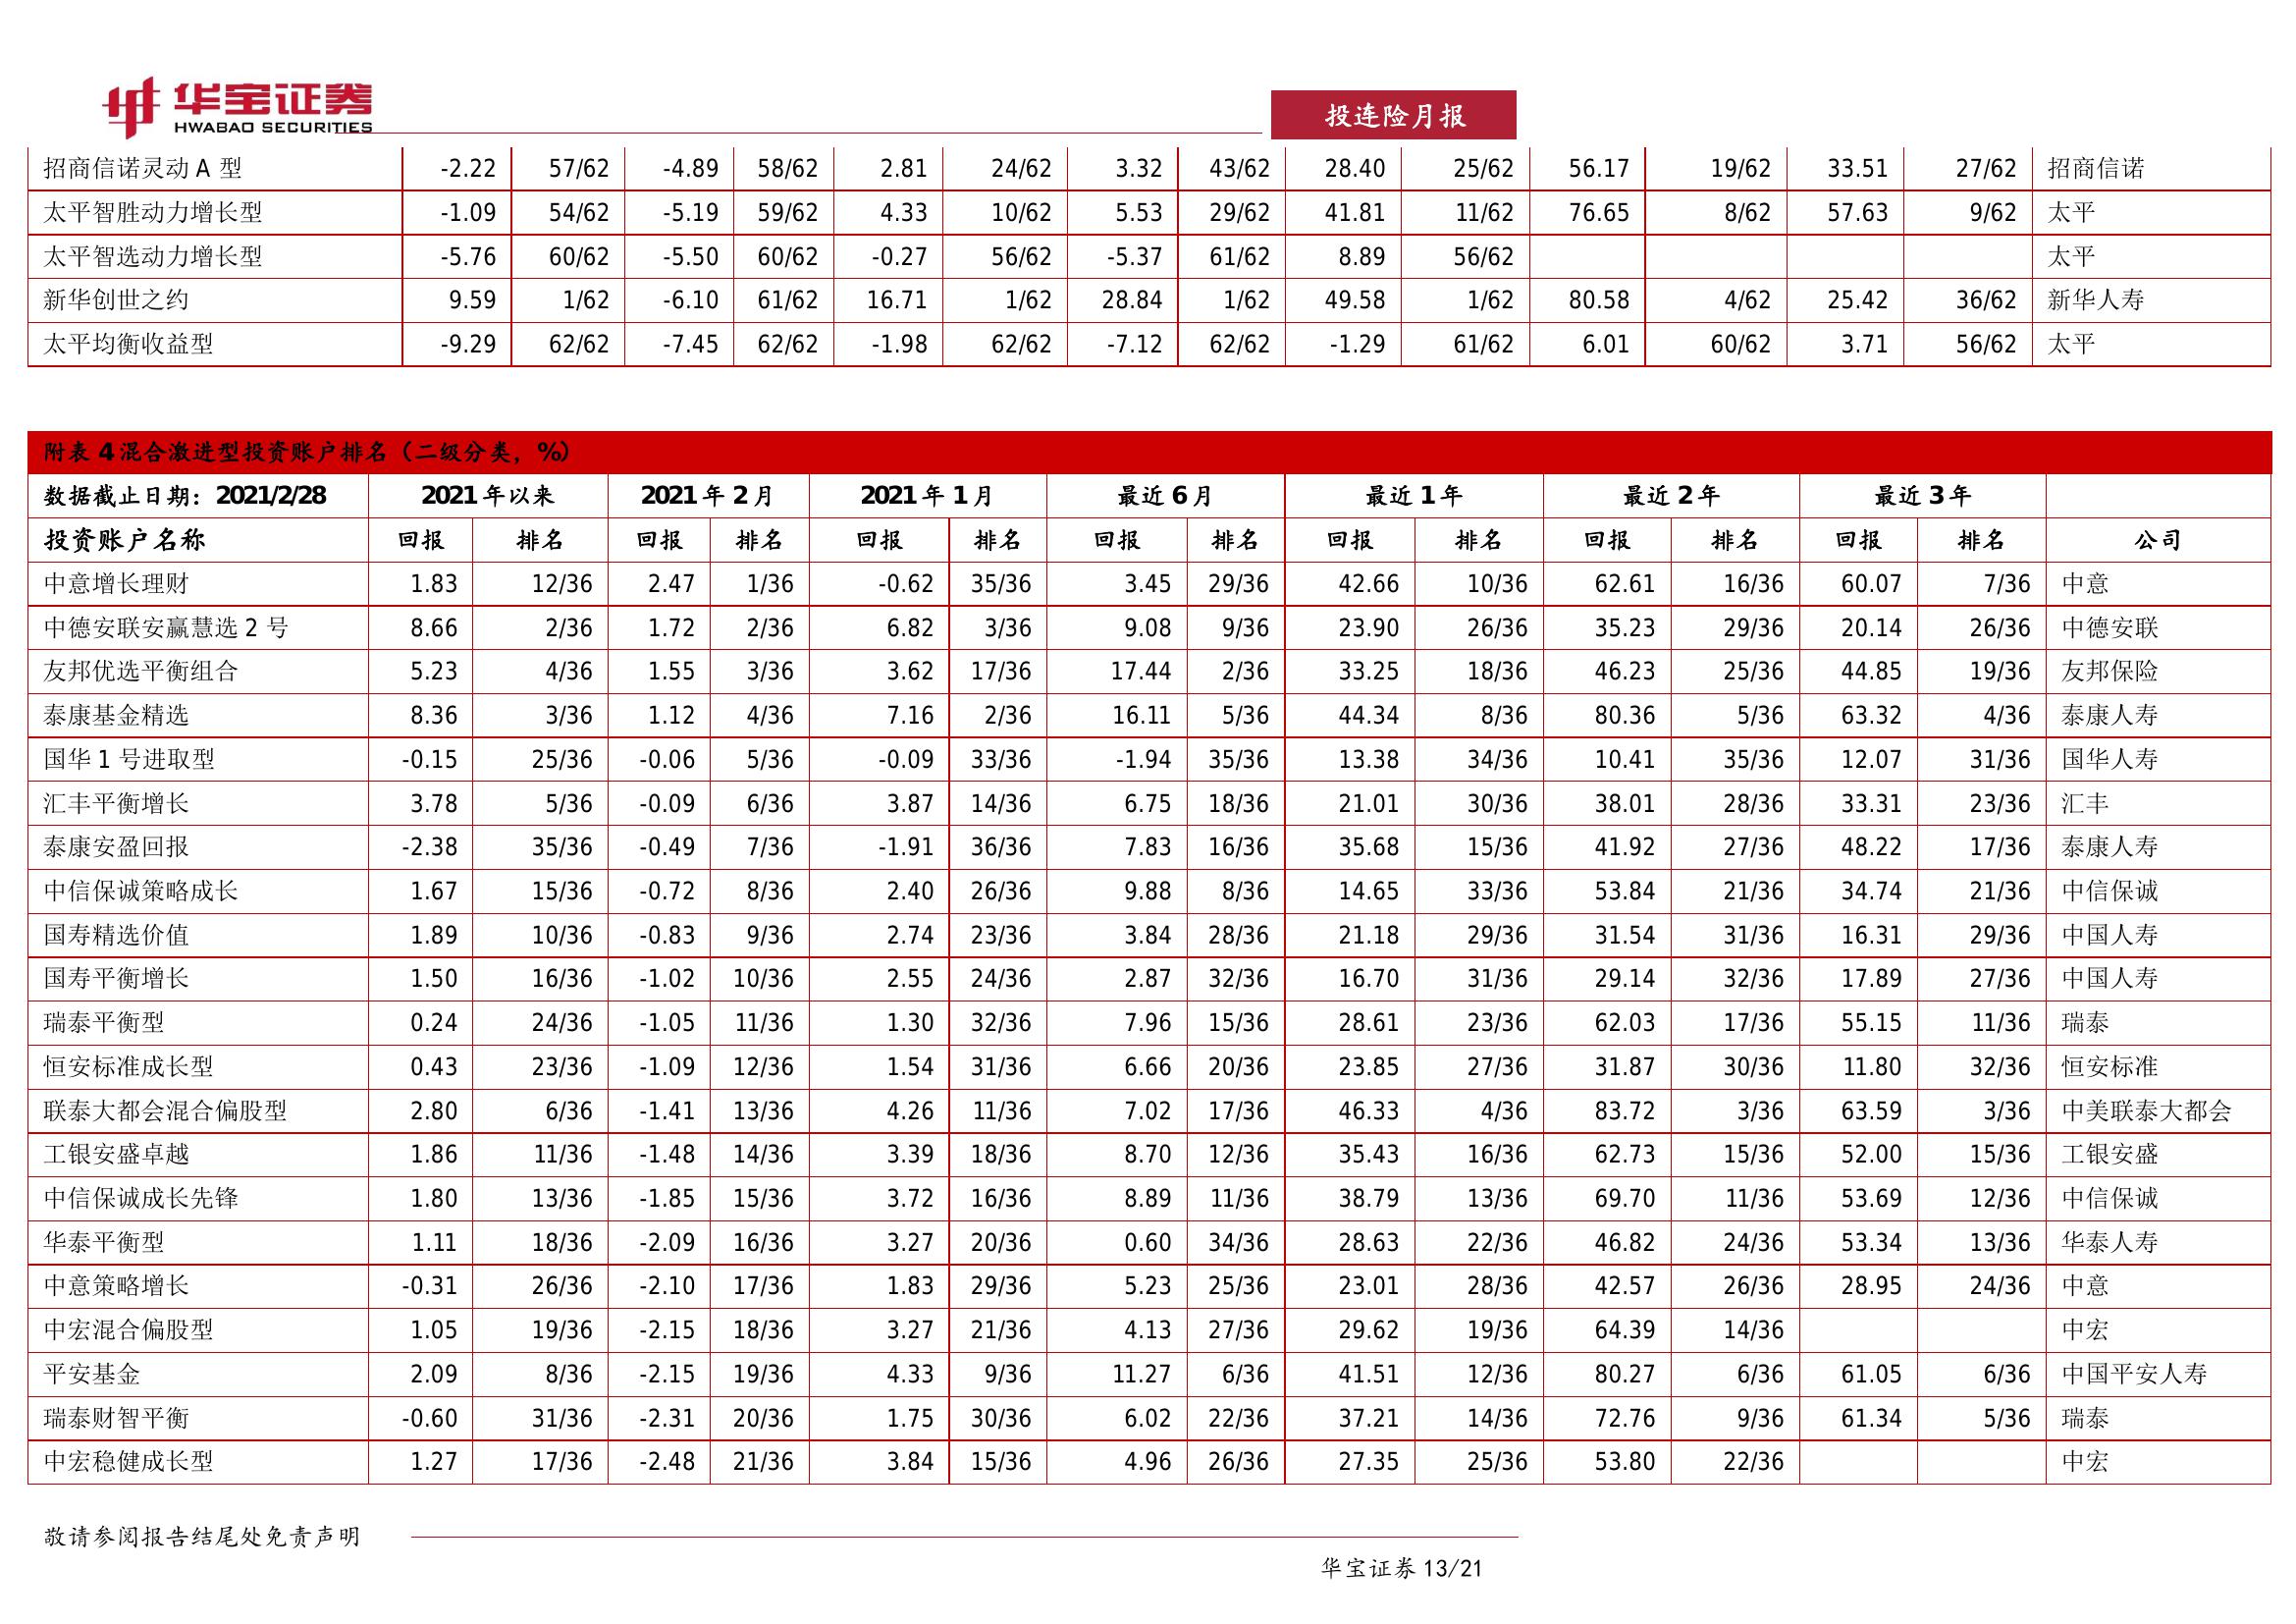 华宝证券
HWABAO SECURITIES
投连险月报
招商信诺灵动 A 型 -2.22 57/62 -4.89 58/62 2.81 24/62 3.32 43/62 28.40 25/62 56.17 19/62 33.51 27/62 招商信诺
太平智胜动力增长型 -1.09 54/62 -5.19 59/62 4.33 10/62 5.53 29/62 41.81 11/62 76.65 8/62 57.63 9/62 太平
太平智选动力增长型 -5.76 60/62 -5.50 60/62 -0.27 56/62 -5.37 61/62 8.89 56/62 太平
新华创世之约 9.59 1/62 -6.10 61/62 16.71 1/62 28.84 1/62 49.58 1/62 80.58 4/62 25.42 36/62 新华人寿
太平均衡收益型 -9.29 62/62 -7.45 62/62 -1.98 62/62 -7.12 62/62 -1.29 61/62 6.01 60/62 3.71 56/62 太平
附表 4 混合激进型投资账户排名（二级分类，%）
数据截止日期：2021/2/28 2021 年以来 2021 年 2 月 2021 年 1 月 最近 6 月 最近 1 年 最近 2 年 最近 3 年
投资账户名称 回报 排名 回报 排名 回报 排名 回报 排名 回报 排名 回报 排名 回报 排名 公司
中意增长理财 1.83 12/36 2.47 1/36 -0.62 35/36 3.45 29/36 42.66 10/36 62.61 16/36 60.07 7/36 中意
中德安联安赢慧选 2 号 8.66 2/36 1.72 2/36 6.82 3/36 9.08 9/36 23.90 26/36 35.23 29/36 20.14 26/36 中德安联
友邦优选平衡组合 5.23 4/36 1.55 3/36 3.62 17/36 17.44 2/36 33.25 18/36 46.23 25/36 44.85 19/36 友邦保险
泰康基金精选 8.36 3/36 1.12 4/36 7.16 2/36 16.11 5/36 44.34 8/36 80.36 5/36 63.32 4/36 泰康人寿
国华 1 号进取型 -0.15 25/36 -0.06 5/36 -0.09 33/36 -1.94 35/36 13.38 34/36 10.41 35/36 12.07 31/36 国华人寿
汇丰平衡增长 3.78 5/36 -0.09 6/36 3.87 14/36 6.75 18/36 21.01 30/36 38.01 28/36 33.31 23/36 汇丰
泰康安盈回报 -2.38 35/36 -0.49 7/36 -1.91 36/36 7.83 16/36 35.68 15/36 41.92 27/36 48.22 17/36 泰康人寿
中信保诚策略成长 1.67 15/36 -0.72 8/36 2.40 26/36 9.88 8/36 14.65 33/36 53.84 21/36 34.74 21/36 中信保诚
国寿精选价值 1.89 10/36 -0.83 9/36 2.74 23/36 3.84 28/36 21.18 29/36 31.54 31/36 16.31 29/36 中国人寿
国寿平衡增长 1.50 16/36 -1.02 10/36 2.55 24/36 2.87 32/36 16.70 31/36 29.14 32/36 17.89 27/36 中国人寿
瑞泰平衡型 0.24 24/36 -1.05 11/36 1.30 32/36 7.96 15/36 28.61 23/36 62.03 17/36 55.15 11/36 瑞泰
恒安标准成长型 0.43 23/36 -1.09 12/36 1.54 31/36 6.66 20/36 23.85 27/36 31.87 30/36 11.80 32/36 恒安标准
联泰大都会混合偏股型 2.80 6/36 -1.41 13/36 4.26 11/36 7.02 17/36 46.33 4/36 83.72 3/36 63.59 3/36 中美联泰大都会
工银安盛卓越 1.86 11/36 -1.48 14/36 3.39 18/36 8.70 12/36 35.43 16/36 62.73 15/36 52.00 15/36 工银安盛
中信保诚成长先锋 1.80 13/36 -1.85 15/36 3.72 16/36 8.89 11/36 38.79 13/36 69.70 11/36 53.69 12/36 中信保诚
华泰平衡型 1.11 18/36 -2.09 16/36 3.27 20/36 0.60 34/36 28.63 22/36 46.82 24/36 53.34 13/36 华泰人寿
中意策略增长 -0.31 26/36 -2.10 17/36 1.83 29/36 5.23 25/36 23.01 28/36 42.57 26/36 28.95 24/36 中意
中宏混合偏股型 1.05 19/36 -2.15 18/36 3.27 21/36 4.13 27/36 29.62 19/36 64.39 14/36 中宏
平安基金 2.09 8/36 -2.15 19/36 4.33 9/36 11.27 6/36 41.51 12/36 80.27 6/36 61.05 6/36 中国平安人寿
瑞泰财智平衡 -0.60 31/36 -2.31 20/36 1.75 30/36 6.02 22/36 37.21 14/36 72.76 9/36 61.34 5/36 瑞泰
中宏稳健成长型 1.27 17/36 -2.48 21/36 3.84 15/36 4.96 26/36 27.35 25/36 53.80 22/36 中宏
敬请参阅报告结尾处免责声明
华宝证券 13/21